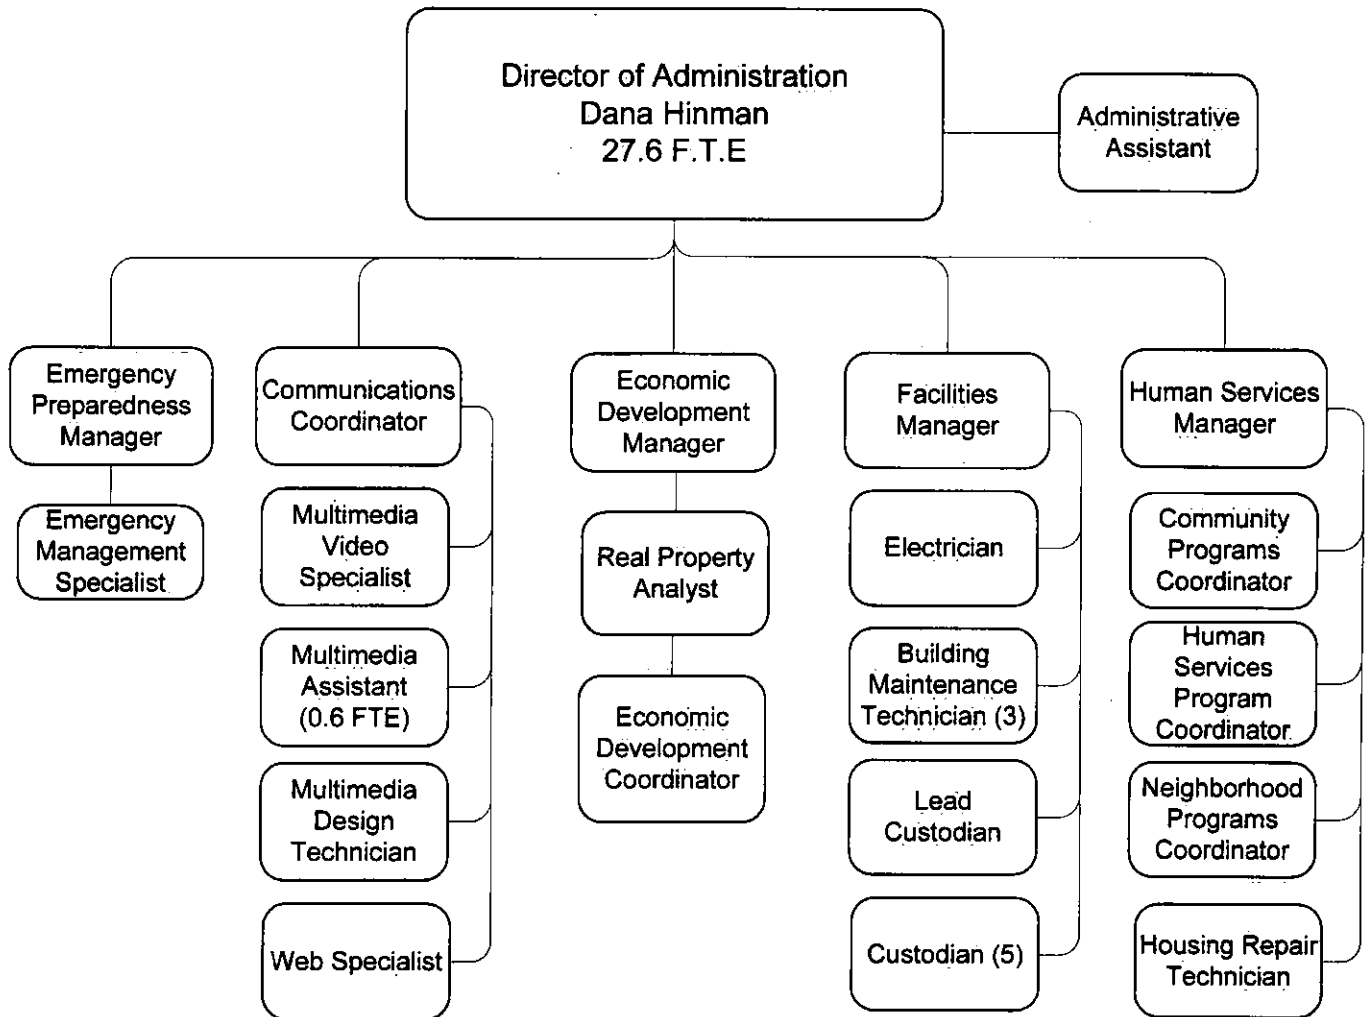 Director of Administration
Dana Hinman
27.6 F.T.E
Administrative
Assistant
Emergency
Preparedness
Manager
Emergency
Management
Specialist
Communications
Coordinator
Multimedia
Video
Specialist
Multimedia
Assistant
(0.6 FTE)
Multimedia
Design
Technician
Web Specialist
Economic
Development
Manager
Real Property
Analyst
Economic
Development
Coordinator
Facilities
Manager
Electrician
Building
Maintenance
Technician (3)
Lead
Custodian
Custodian (5)
Human Services
Manager
Community
Programs
Coordinator
Human
Services
Program
Coordinator
Neighborhood
Programs
Coordinator
Housing Repair
Technician